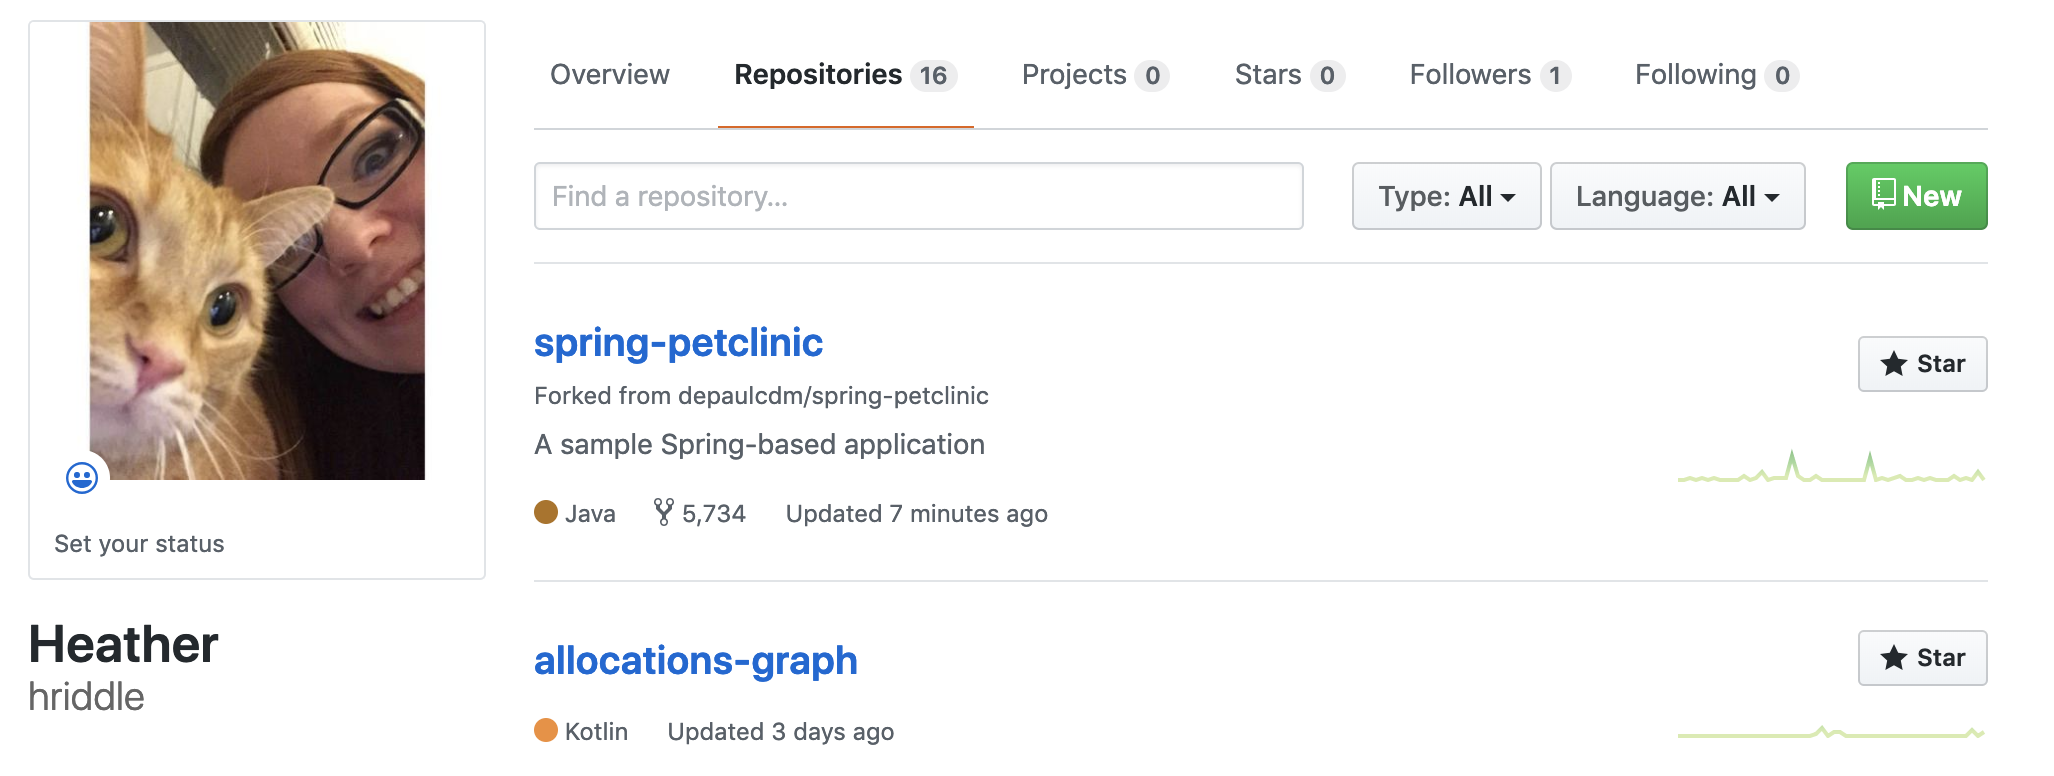 Overview Repositories 16 Projects 0 Stars 0 Followers 1 Following 0
Find a repository... Type: All Language: All New
spring-petclinic
Star
Forked from depaulcdm/spring-petclinic
A sample Spring-based application
Java 5,734 Updated 7 minutes ago
Set your status
Heather
hriddle
allocations-graph
Star
Kotlin Updated 3 days ago